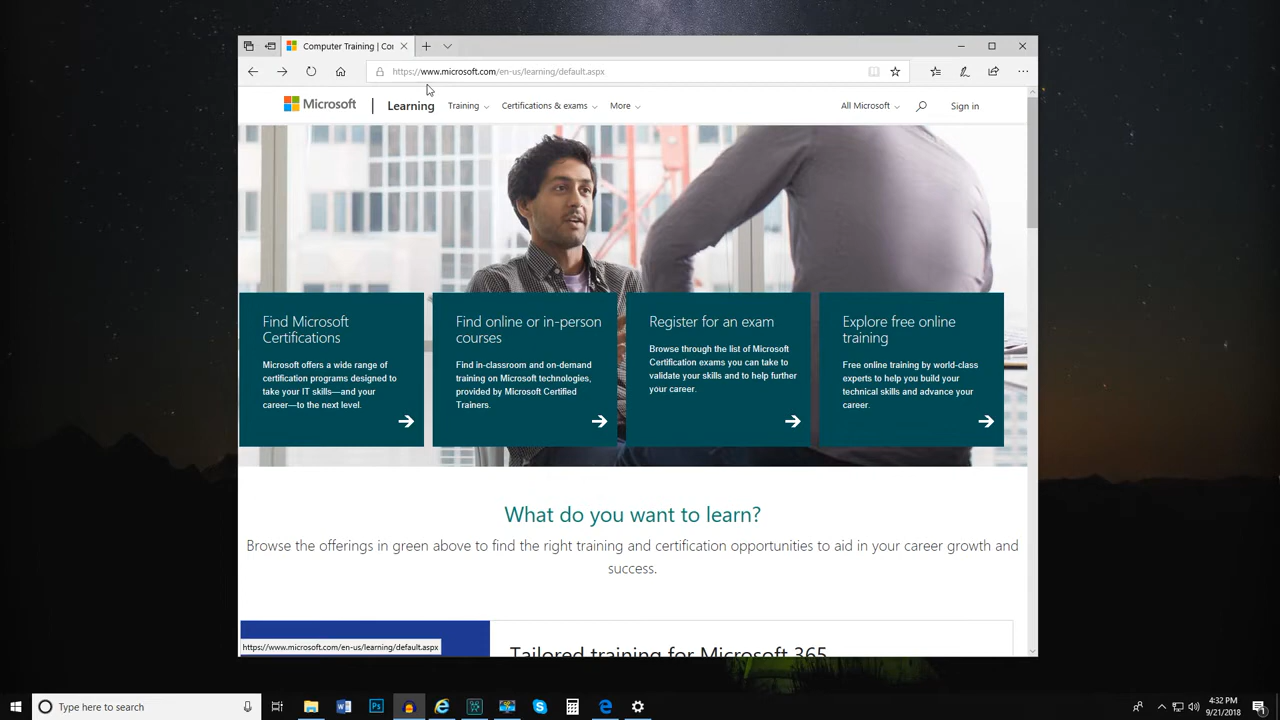 Computer Training | Co
https://www.microsoft.com/en-us/learning/default.aspx
Microsoft
Learning
Training
Certifications & exams
More
All Microsoft
Sign in
Find Microsoft
Certifications
Microsoft offers a wide range of
certification programs designed to
take your IT skills—and your
career—to the next level.
Find online or in-person
courses
Find in-classroom and on-demand
training on Microsoft technologies,
provided by Microsoft Certified
Trainers.
Register for an exam
Browse through the list of Microsoft
Certification exams you can take to
validate your skills and to help further
your career.
Explore free online
training
Free online training by world-class
experts to help you build your
technical skills and advance your
career.
What do you want to learn?
Browse the offerings in green above to find the right training and certification opportunities to aid in your career growth and
success.
Tailored training for Microsoft 365
https://www.microsoft.com/en-us/learning/default.aspx
Type here to search
4:32 PM
9/21/2018